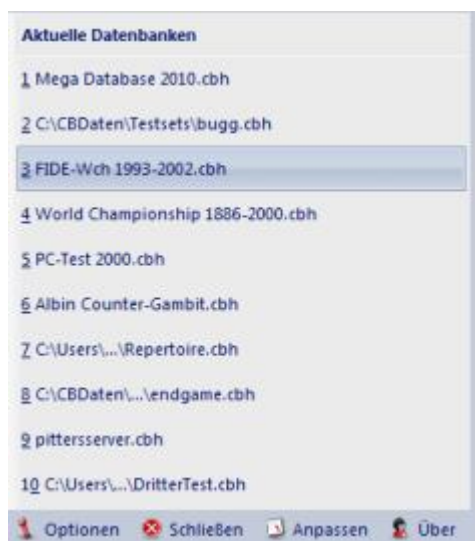 Aktuelle Datenbanken
1 Mega Database 2010.cbh
2 C:\CBDaten\Testsets\bugg.cbh
3 FIDE-Wch 1993-2002.cbh
4 World Championship 1886-2000.cbh
5 PC-Test 2000.cbh
6 Albin Counter-Gambit.cbh
7 C:\Users\...\Repertoire.cbh
8 C:\CBDaten\...\endgame.cbh
9 pittersserver.cbh
10 C:\Users\...\DritterTest.cbh
Optionen Schließen Anpassen Über